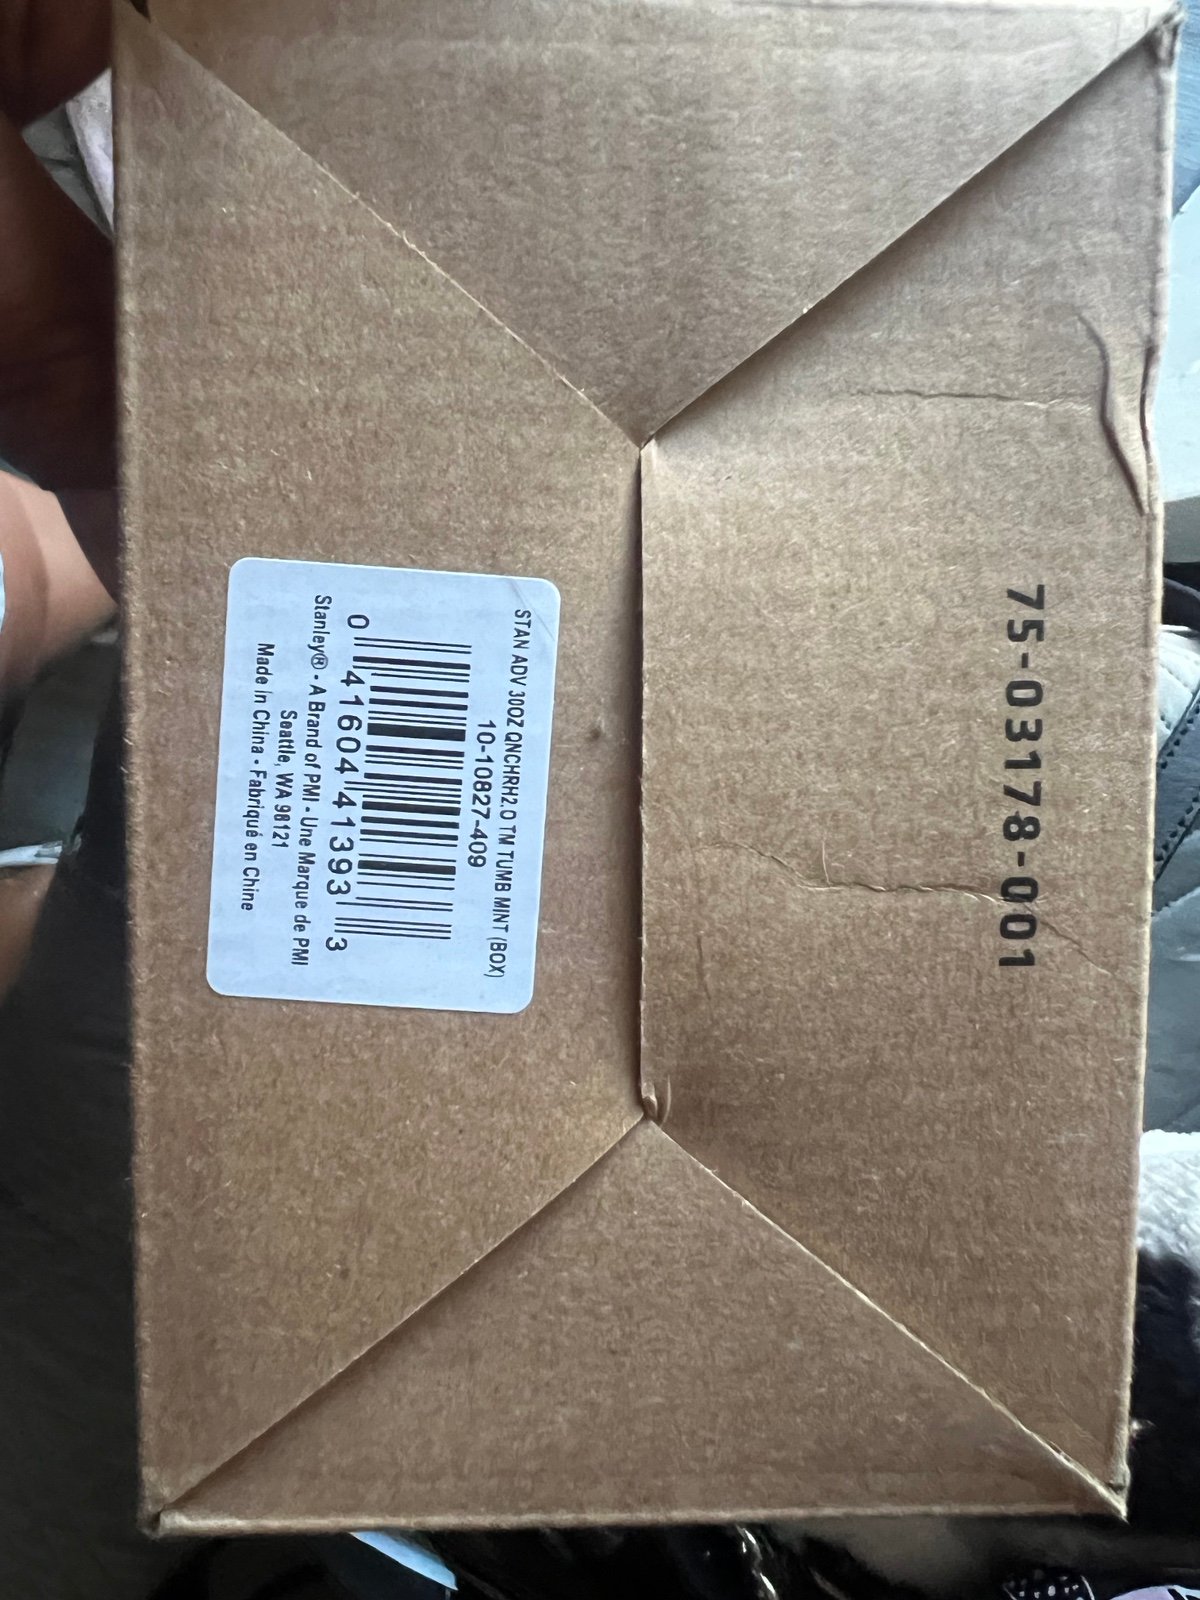 STAN ADV 30OZ QNCHRH2.O TM TUMB MINT (BOX)
10-10827-409
0 41604 41393 3
Stanley® - A Brand of PMI - Une Marque de PMI
Seattle, WA 98121
Made in China - Fabriqué en Chine
75-03178-001